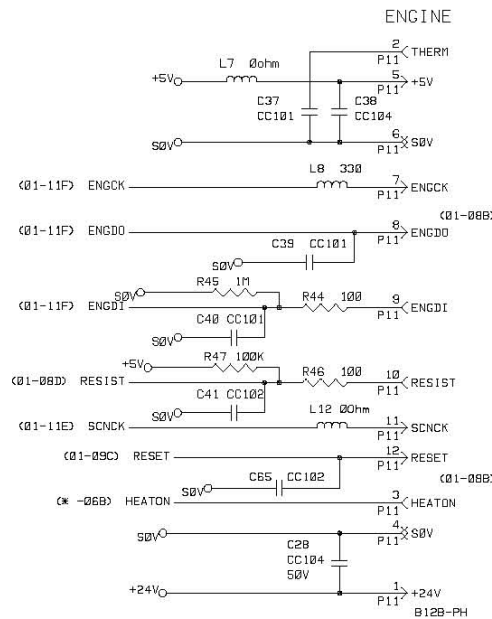 ENGINE
2 THERM
P11
L7 0ohm
5
+5V +5V
P11
C37 C38
CC101 CC104
6
S0V S0V
P11
L8 330 7
(01-11F) ENGCK ENGCK
P11
(01-08B)
8
(01-11F) ENGDO ENGDO
P11
C39 CC101
S0V
R45 1M
S0V
R44 100 9
(01-11F) ENGDI ENGDI
P11
C40 CC101
S0V
R47 100K
+5V
R46 100 10
(01-08D) RESIST RESIST
P11
C41 CC102
S0V
L12 0Ohm 11
(01-11E) SCNCK SCNCK
P11
12
(01-09C) RESET RESET
P11
(01-08B)
C65 CC102
S0V
3
(* -06B) HEATON HEATON
P11
4
S0V S0V
P11
C28
CC104
50V
1
+24V +24V
P11
B12B-PH